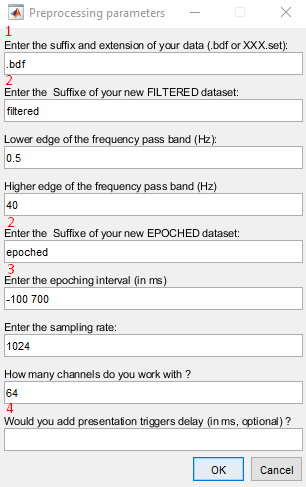 Preprocessing parameters
1
Enter the suffix and extension of your data (.bdf or XXX.set):
.bdf
2
Enter the Suffixe of your new FILTERED dataset:
filtered
Lower edge of the frequency pass band (Hz):
0.5
Higher edge of the frequency pass band (Hz)
40
2
Enter the Suffixe of your new EPOCHED dataset:
epoched
3
Enter the epoching interval (in ms)
-100 700
Enter the sampling rate:
1024
How many channels do you work with ?
64
4
Would you add presentation triggers delay (in ms, optional) ?
OK Cancel